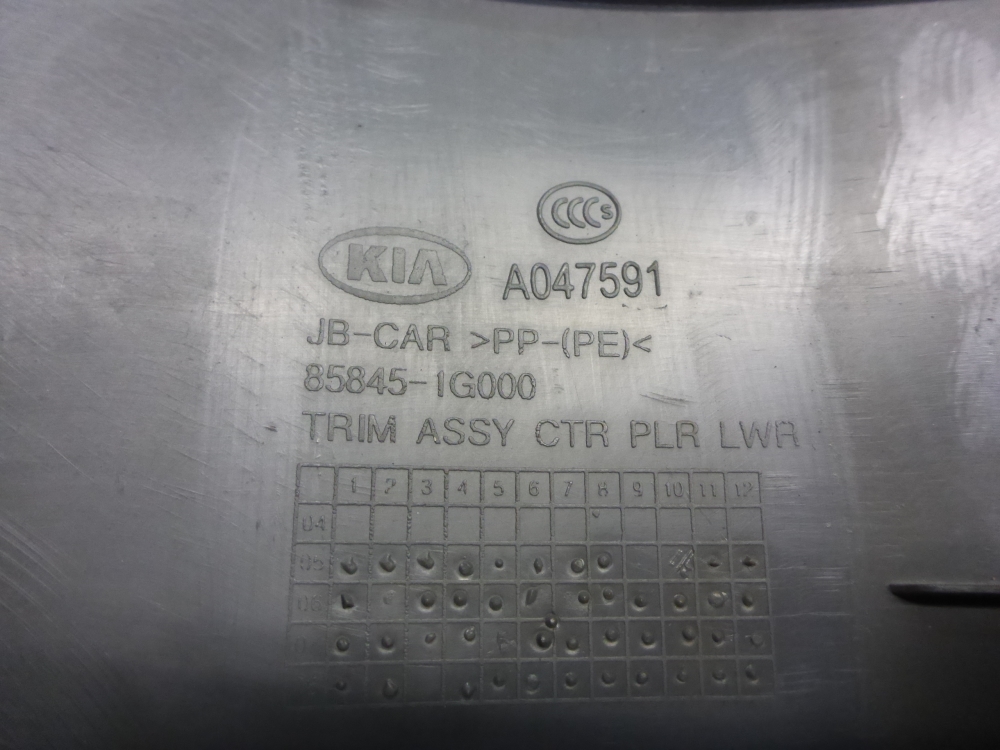 CCC S
KIA
A047591
JB-CAR >PP-(PE)<
85845-1G000
TRIM ASSY CTR PLR LWR
1 2 3 4 5 6 7 8 9 10 11 12
04
05
06